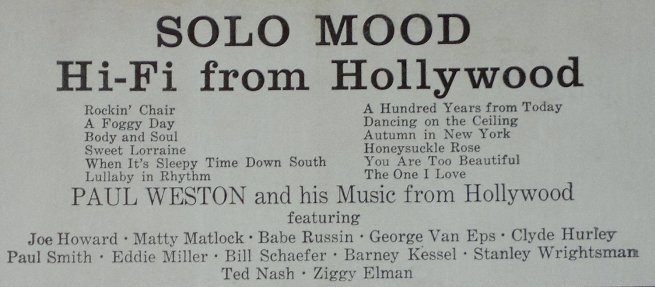 SOLO MOOD
Hi-Fi from Hollywood
Rockin' Chair
A Foggy Day
Body and Soul
Sweet Lorraine
When It's Sleepy Time Down South
Lullaby in Rhythm
A Hundred Years from Today
Dancing on the Ceiling
Autumn in New York
Honeysuckle Rose
You Are Too Beautiful
The One I Love
PAUL WESTON and his Music from Hollywood
featuring
Joe Howard · Matty Matlock · Babe Russin · George Van Eps · Clyde Hurley
Paul Smith · Eddie Miller · Bill Schaefer · Barney Kessel · Stanley Wrightsman
Ted Nash · Ziggy Elman